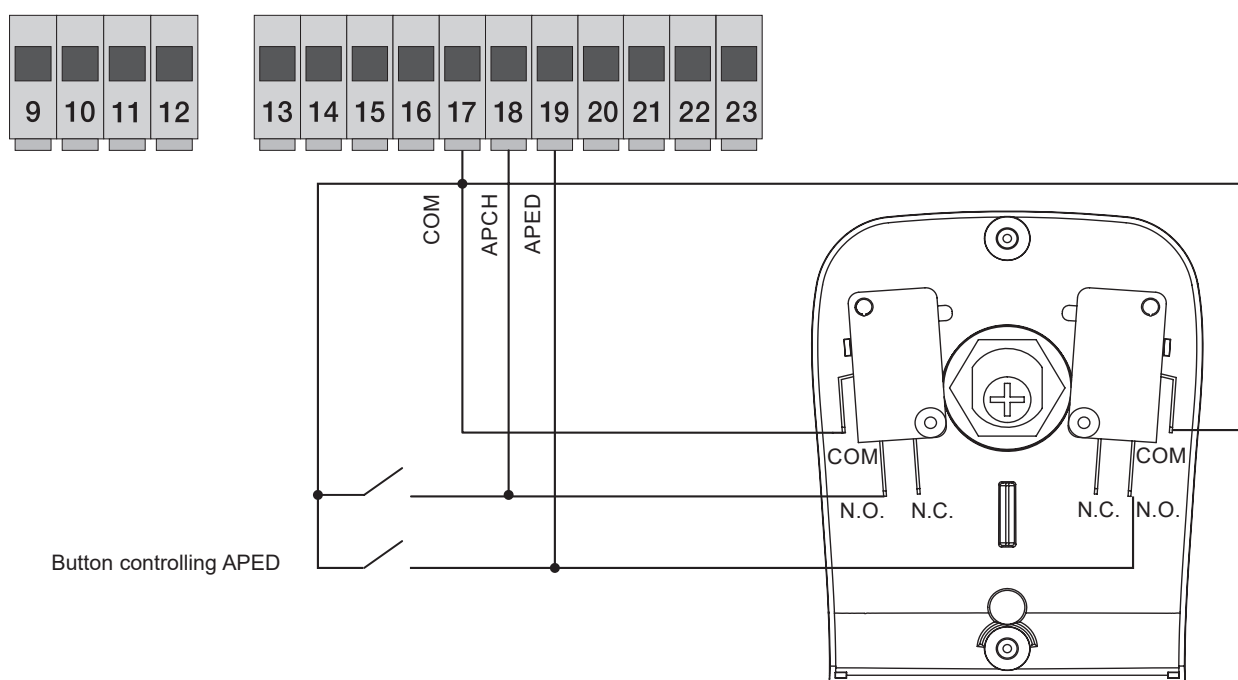 9 10 11 12 13 14 15 16 17 18 19 20 21 22 23
COM
APCH
APED
COM
COM
N.O.
N.C.
N.C.
N.O.
Button controlling APED